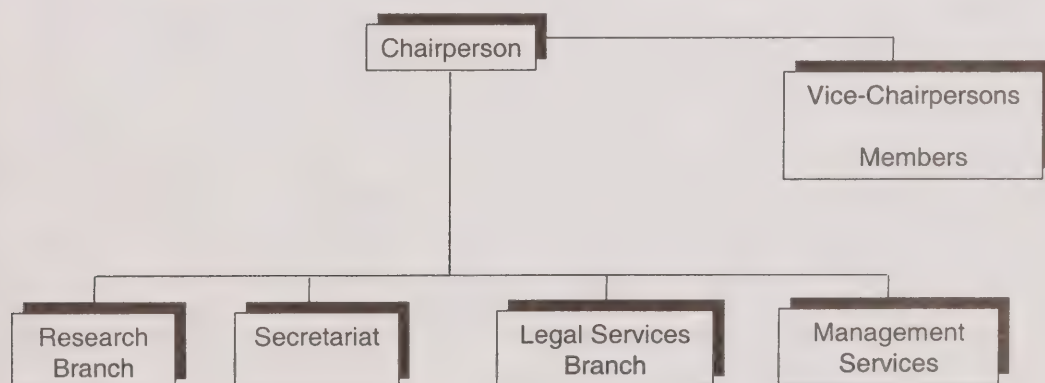 Chairperson
Vice-Chairpersons
Members
Research
Branch
Secretariat
Legal Services
Branch
Management
Services